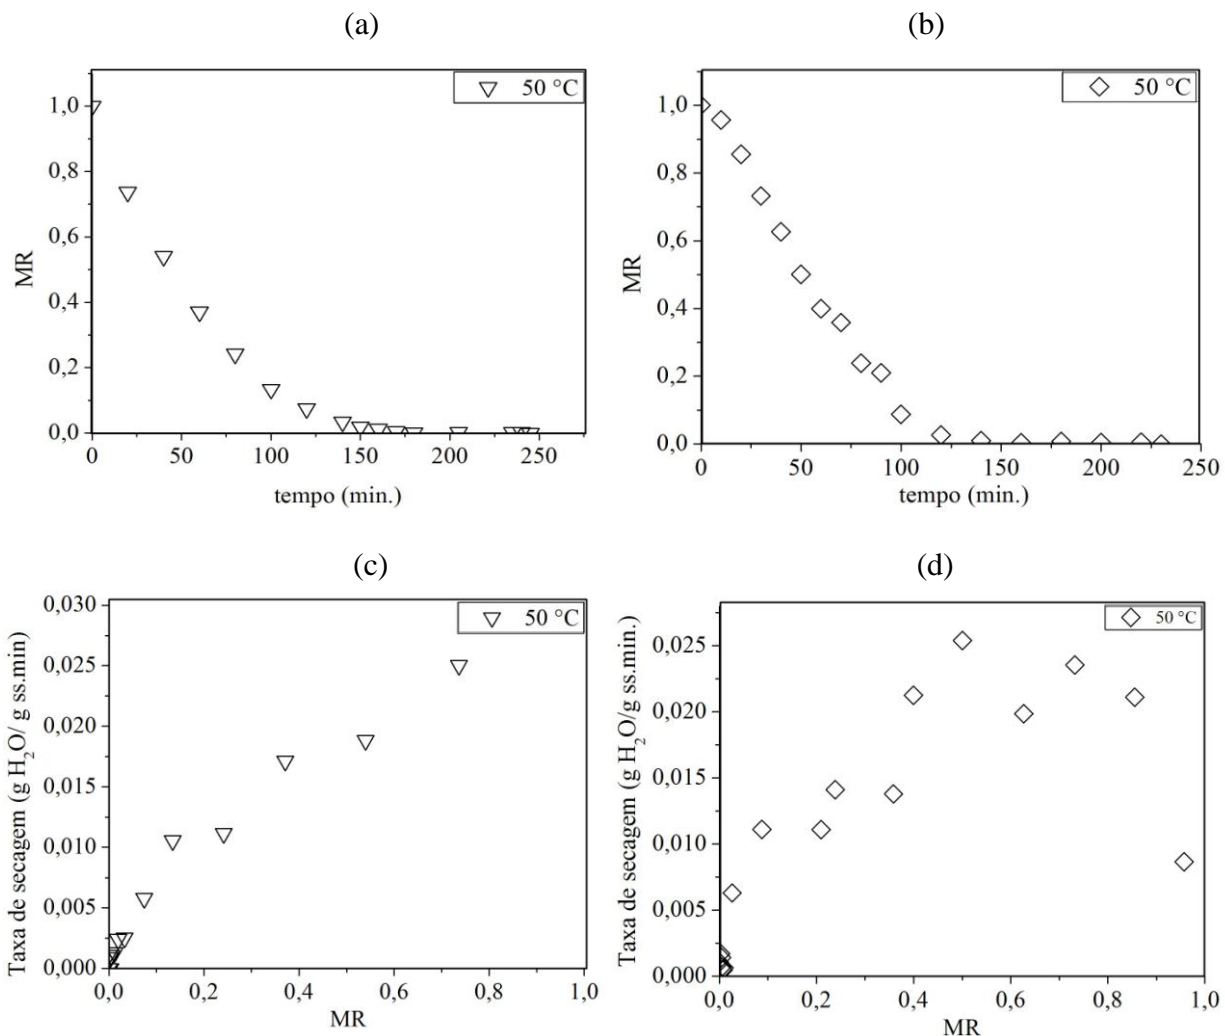 (a)
50 °C
1,0
0,8
0,6
0,4
0,2
0,0
MR
0 50 100 150 200 250
tempo (min.)
(b)
50 °C
1,0
0,8
0,6
0,4
0,2
0,0
MR
0 50 100 150 200 250
tempo (min.)
(c)
50 °C
0,030
0,025
0,020
0,015
0,010
0,005
0,000
Taxa de secagem (g H₂O/ g ss.min)
0,0 0,2 0,4 0,6 0,8 1,0
MR
(d)
50 °C
0,025
0,020
0,015
0,010
0,005
0,000
Taxa de secagem (g H₂O/g ss.min.)
0,0 0,2 0,4 0,6 0,8 1,0
MR